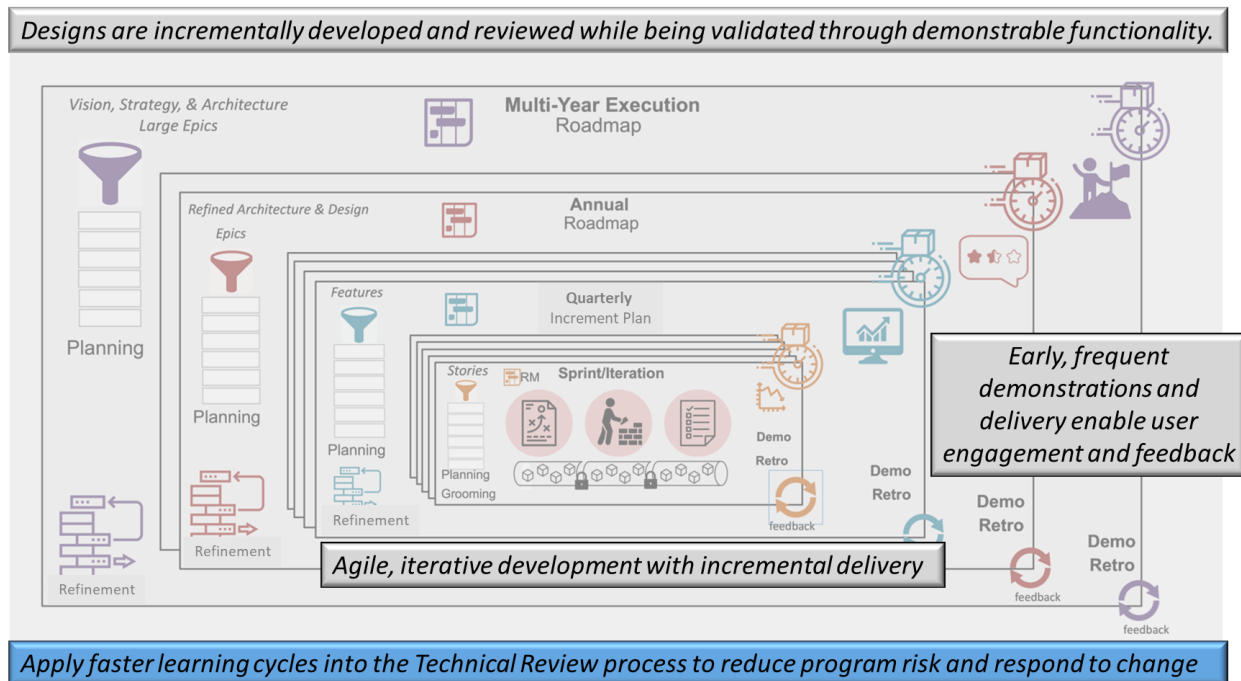 Designs are incrementally developed and reviewed while being validated through demonstrable functionality.
Vision, Strategy, & Architecture
Large Epics
Multi-Year Execution
Roadmap
Planning
Refined Architecture & Design
Epics
Annual
Roadmap
Planning
Features
Quarterly
Increment Plan
Planning
Stories
RM
Sprint/Iteration
Planning
Grooming
Demo
Retro
feedback
Early, frequent
demonstrations and
delivery enable user
engagement and feedback
Demo
Retro
Refinement
Demo
Retro
feedback
Refinement
Demo
Retro
feedback
Refinement
Agile, iterative development with incremental delivery
Apply faster learning cycles into the Technical Review process to reduce program risk and respond to change